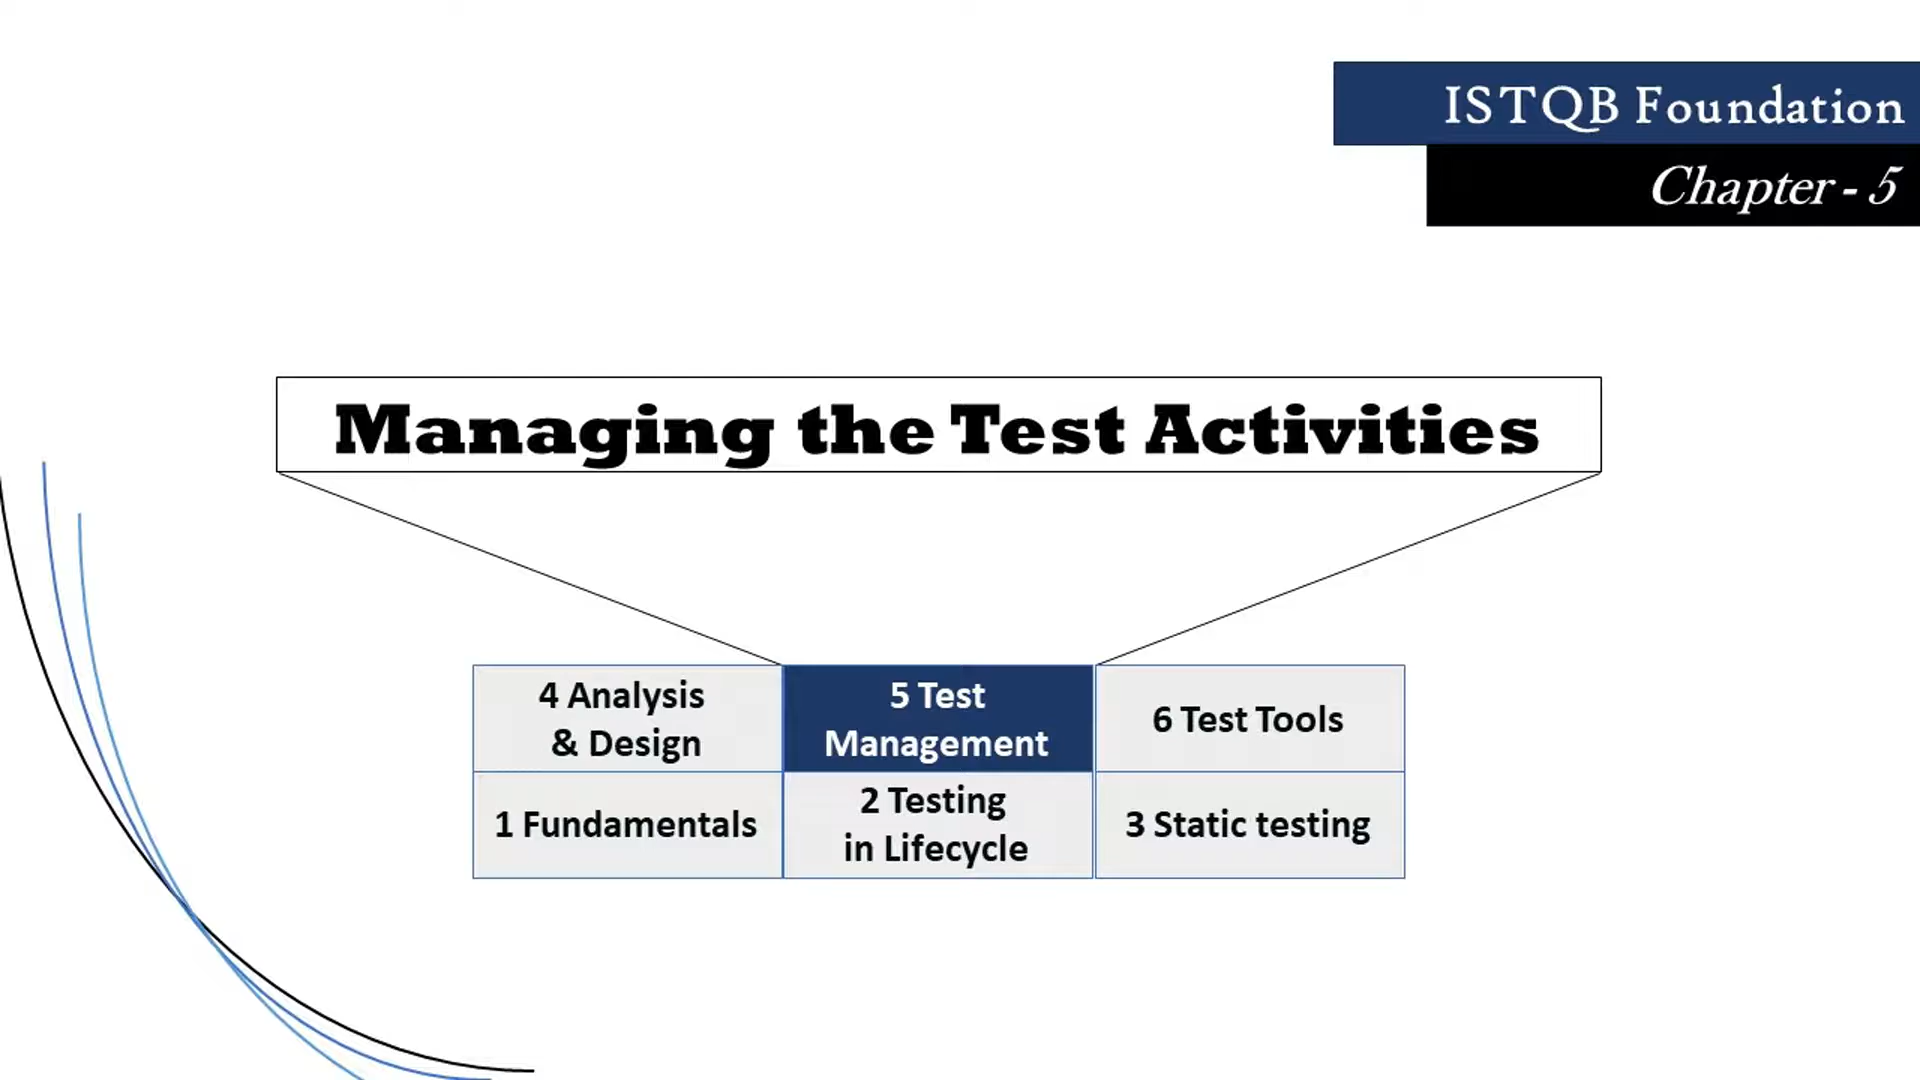 ISTQB Foundation
Chapter - 5
Managing the Test Activities
4 Analysis
& Design
5 Test
Management
6 Test Tools
1 Fundamentals
2 Testing
in Lifecycle
3 Static testing